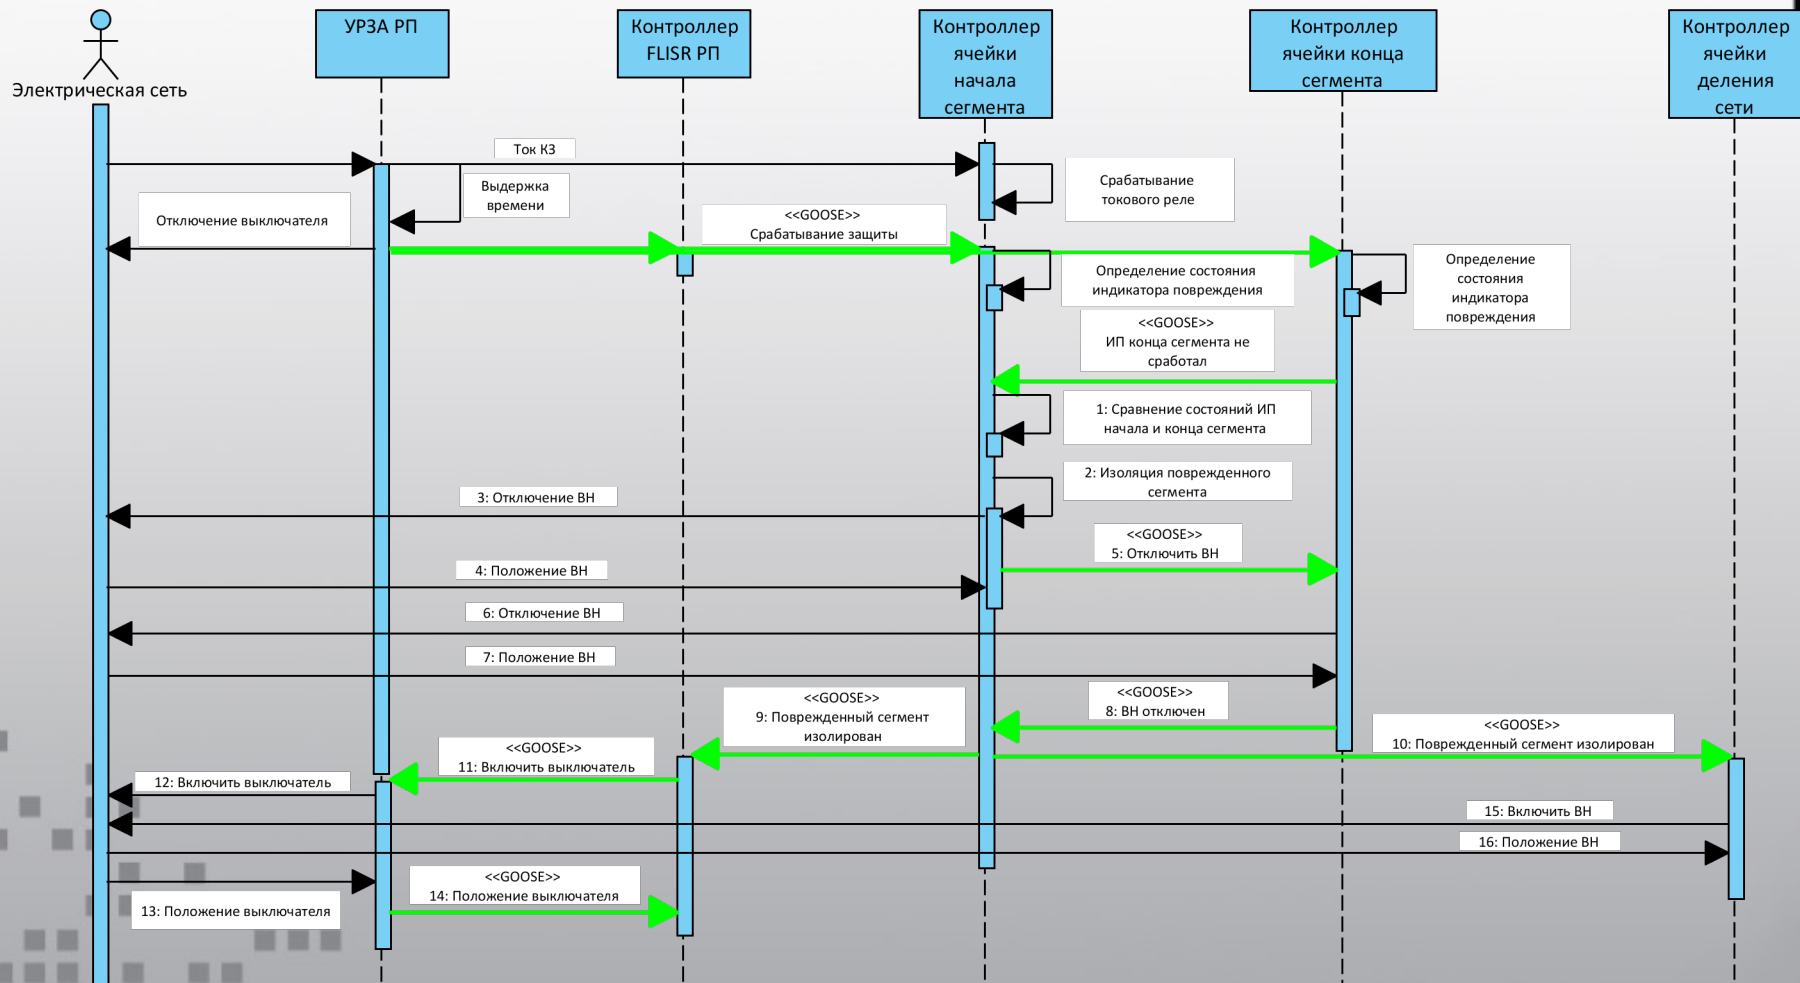 Электрическая сеть
УРЗА РП
Контроллер
FLISR РП
Контроллер
ячейки
начала
сегмента
Контроллер
ячейки конца
сегмента
Контроллер
ячейки
деления
сети
Ток КЗ
Выдержка
времени
Срабатывание
токового реле
Отключение выключателя
<<GOOSE>>
Срабатывание защиты
Определение состояния
индикатора повреждения
Определение
состояния
индикатора
повреждения
<<GOOSE>>
ИП конца сегмента не
сработал
1: Сравнение состояний ИП
начала и конца сегмента
2: Изоляция поврежденного
сегмента
3: Отключение ВН
<<GOOSE>>
5: Отключить ВН
4: Положение ВН
6: Отключение ВН
7: Положение ВН
<<GOOSE>>
8: ВН отключен
<<GOOSE>>
9: Поврежденный сегмент
изолирован
<<GOOSE>>
10: Поврежденный сегмент изолирован
<<GOOSE>>
11: Включить выключатель
12: Включить выключатель
15: Включить ВН
16: Положение ВН
<<GOOSE>>
14: Положение выключателя
13: Положение выключателя